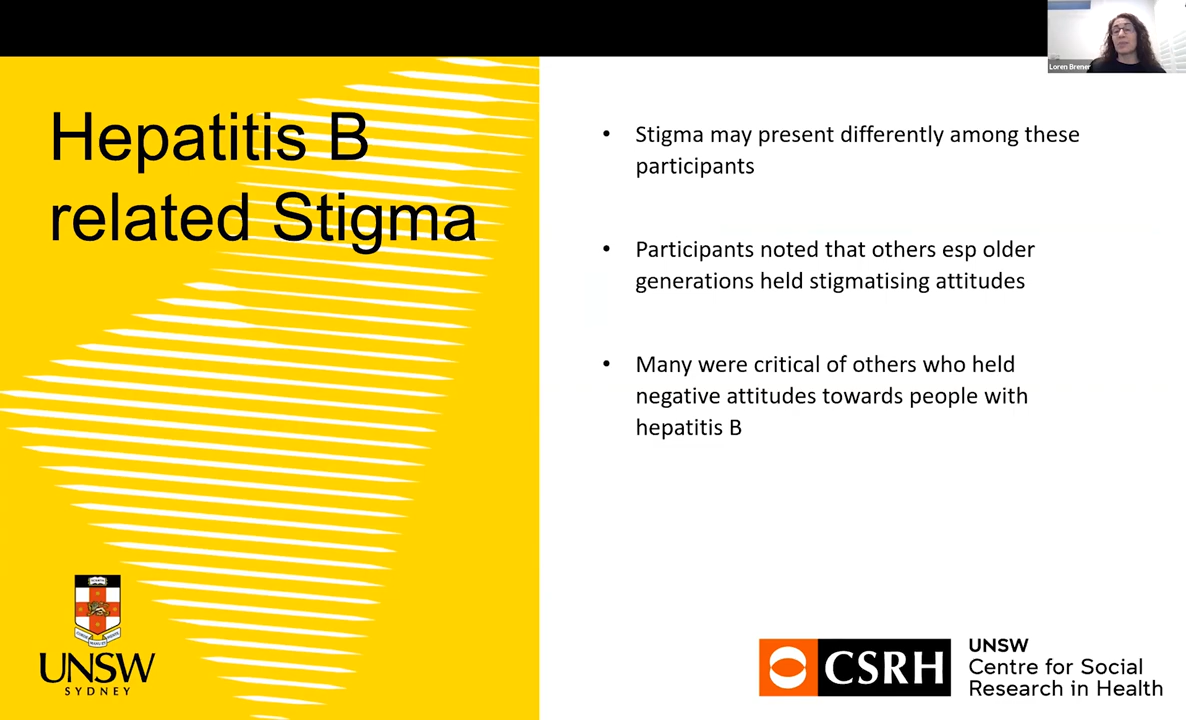 Loren Brener
Hepatitis B
related Stigma
• Stigma may present differently among these
participants
• Participants noted that others esp older
generations held stigmatising attitudes
• Many were critical of others who held
negative attitudes towards people with
hepatitis B
UNSW
SYDNEY
CSRH
UNSW
Centre for Social
Research in Health